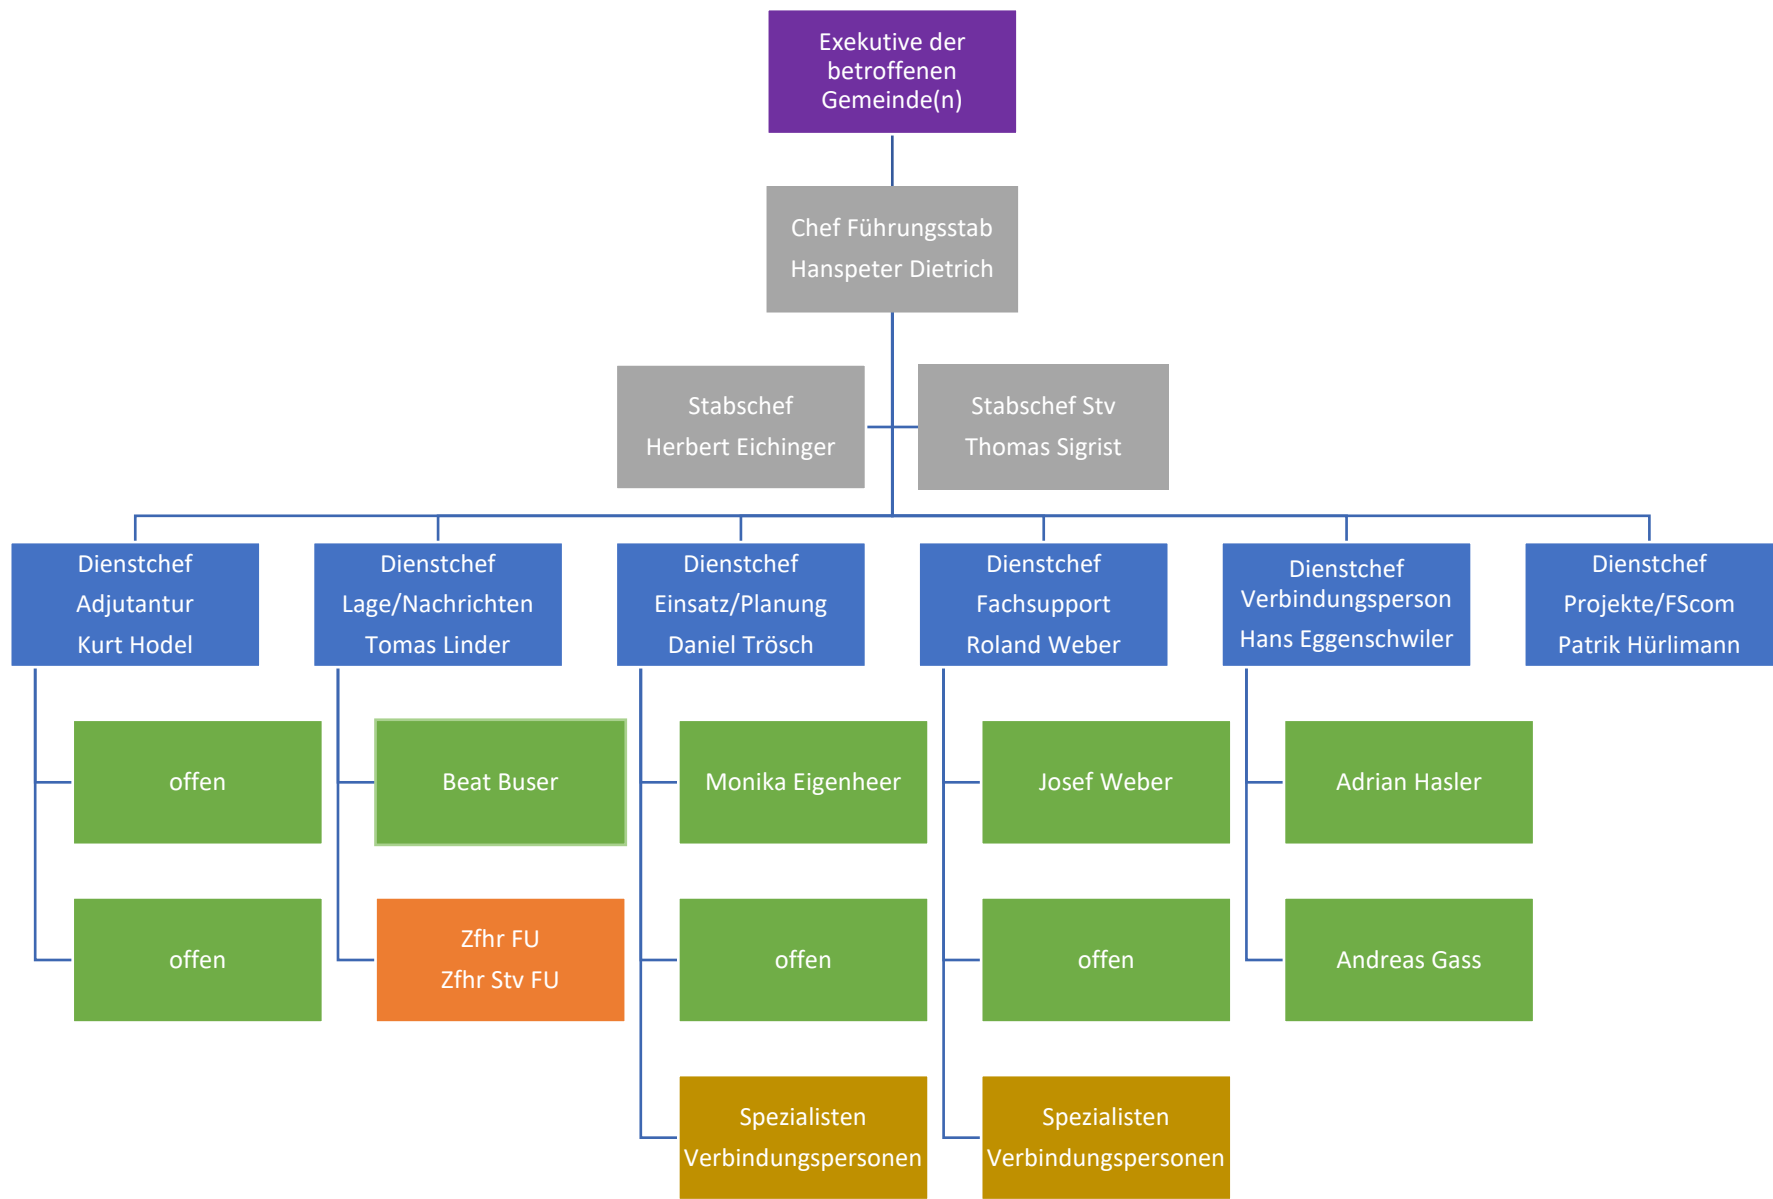 Exekutive der
betroffenen
Gemeinde(n)
Chef Führungsstab
Hanspeter Dietrich
Stabschef
Herbert Eichinger
Stabschef Stv
Thomas Sigrist
Dienstchef
Adjutantur
Kurt Hodel
Dienstchef
Lage/Nachrichten
Tomas Linder
Dienstchef
Einsatz/Planung
Daniel Trösch
Dienstchef
Fachsupport
Roland Weber
Dienstchef
Verbindungsperson
Hans Eggenschwiler
Dienstchef
Projekte/FScom
Patrik Hürlimann
offen
Beat Buser
Monika Eigenheer
Josef Weber
Adrian Hasler
offen
Zfhr FU
Zfhr Stv FU
offen
offen
Andreas Gass
Spezialisten
Verbindungspersonen
Spezialisten
Verbindungspersonen